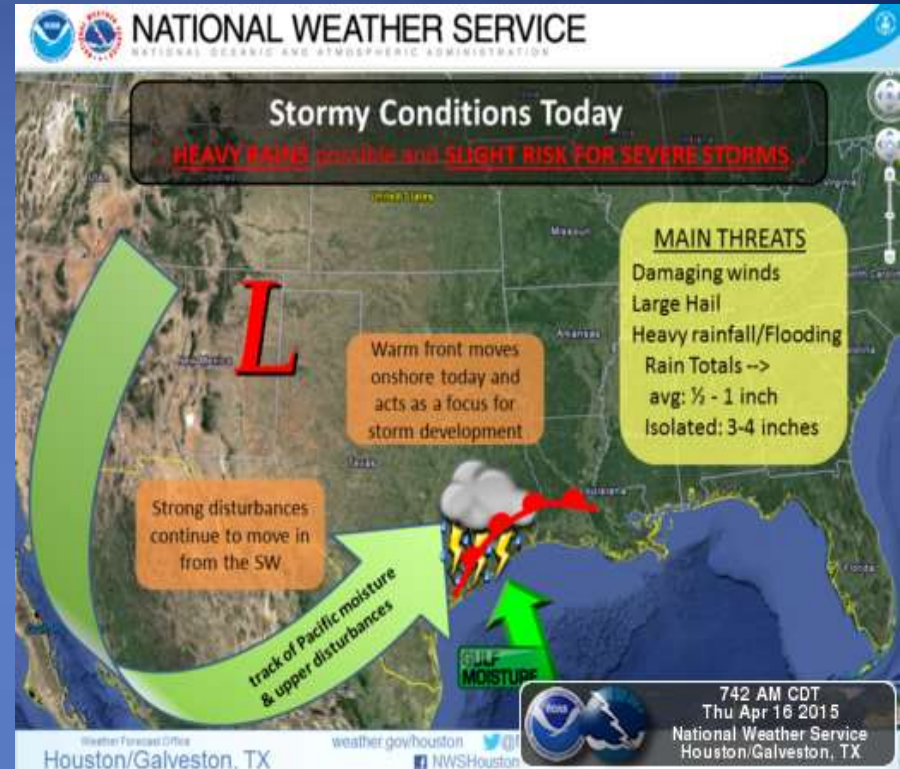 NATIONAL WEATHER SERVICE
NATIONAL OCEANIC AND ATMOSPHERIC ADMINISTRATION
Stormy Conditions Today
HEAVY RAINS possible and SLIGHT RISK FOR SEVERE STORMS
Utah
United States
Missouri
Virginia
MAIN THREATS
Damaging winds
Large Hail
Heavy rainfall/Flooding
Rain Totals -->
avg: ½ - 1 inch
Isolated: 3-4 inches
L
New Mexico
Arkansas
Carolina
Warm front moves
onshore today and
acts as a focus for
storm development
Texas
Louisiana
Strong disturbances
continue to move in
from the SW
Florida
track of Pacific moisture
& upper disturbances
GULF
MOISTURE
742 AM CDT
Thu Apr 16 2015
National Weather Service
Houston/Galveston, TX
Weather Forecast Office
Houston/Galveston, TX
weather.gov/houston
NWSHouston